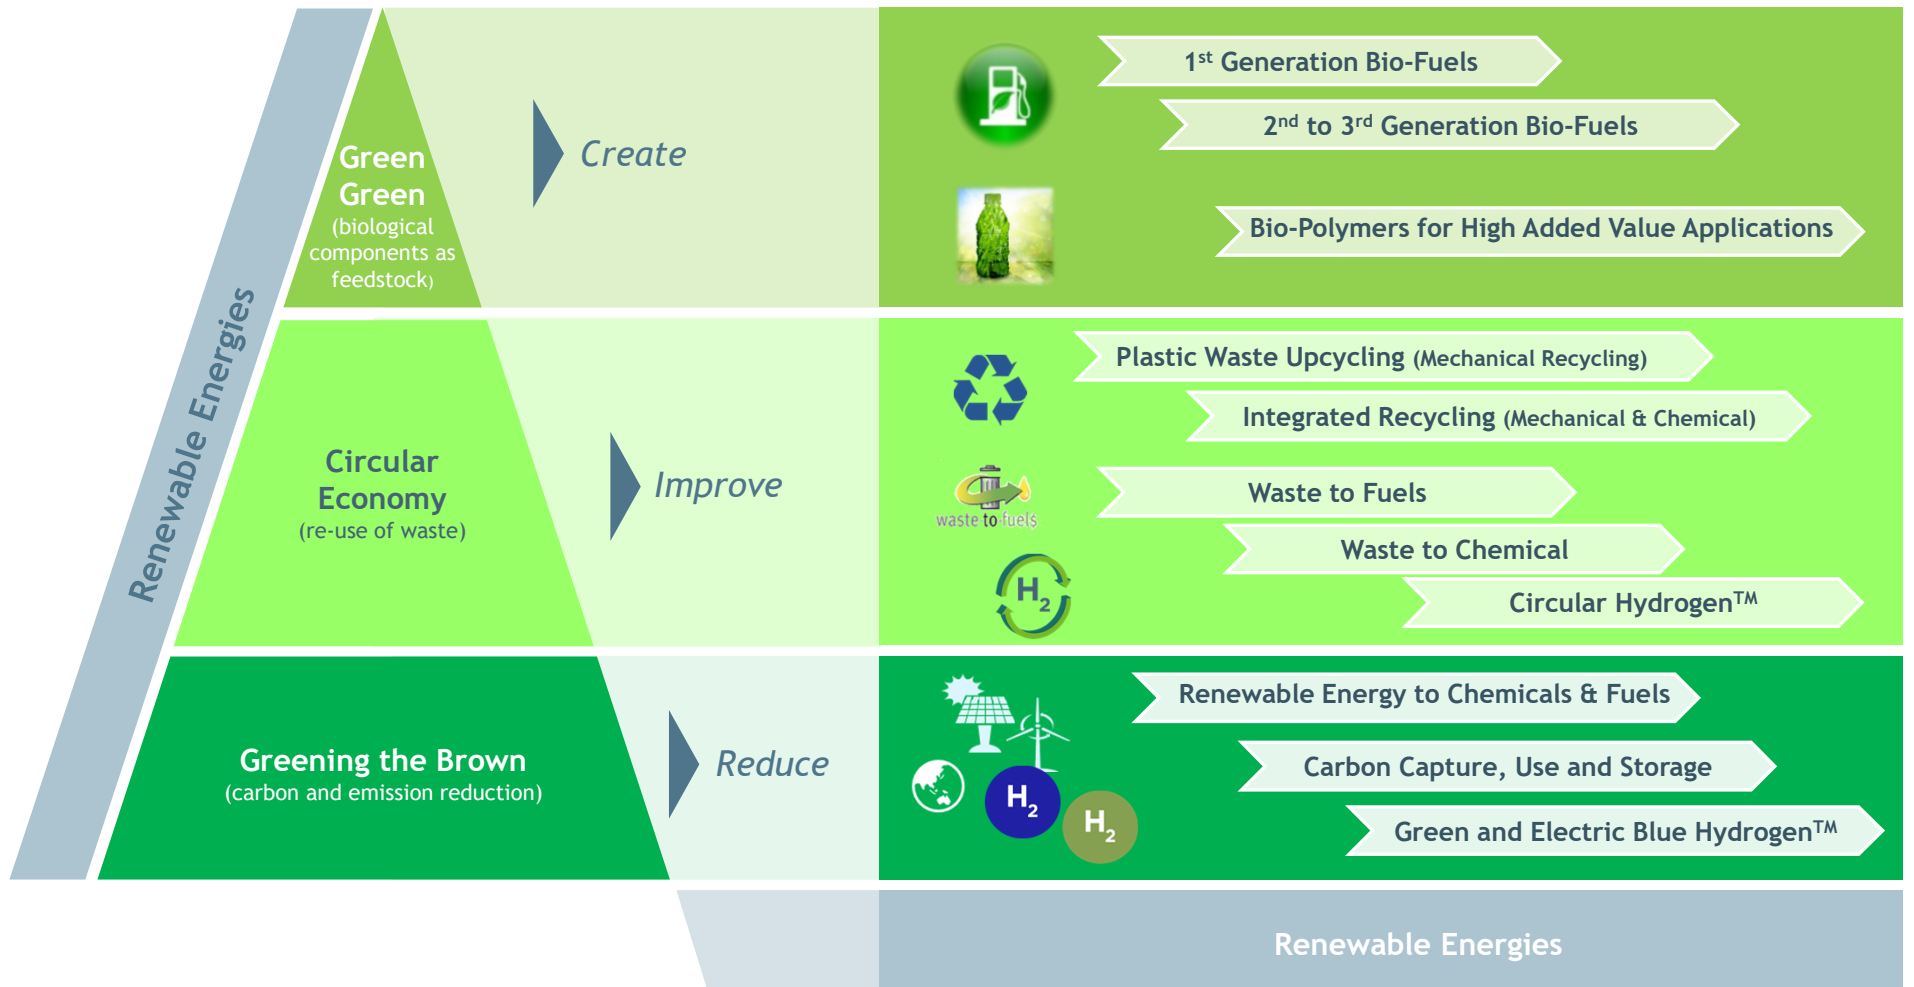 Renewable Energies
Green
Green
(biological
components as
feedstock)
Create
1st Generation Bio-Fuels
2nd to 3rd Generation Bio-Fuels
Bio-Polymers for High Added Value Applications
Circular
Economy
(re-use of waste)
Improve
Plastic Waste Upcycling (Mechanical Recycling)
Integrated Recycling (Mechanical & Chemical)
waste to fuels
Waste to Fuels
Waste to Chemical
H2
Circular Hydrogen™
Greening the Brown
(carbon and emission reduction)
Reduce
Renewable Energy to Chemicals & Fuels
Carbon Capture, Use and Storage
H2
H2
Green and Electric Blue Hydrogen™
Renewable Energies